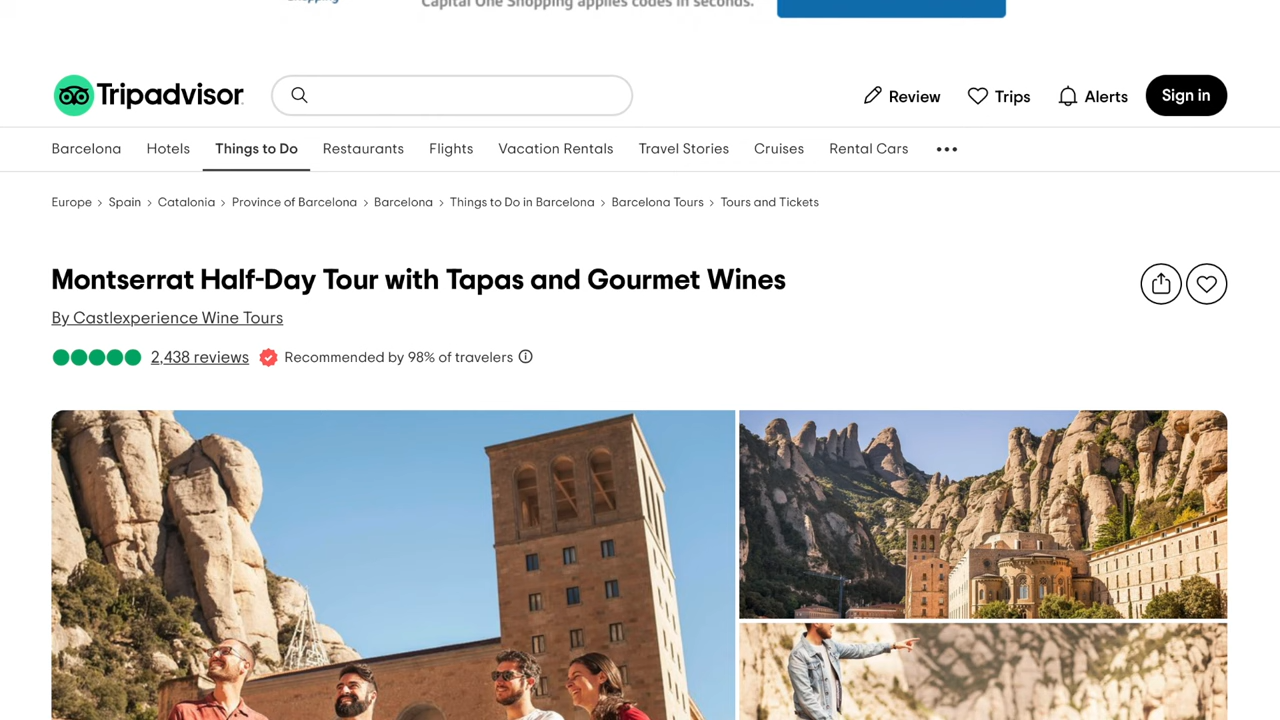 Shopping
Capital One Shopping applies codes in seconds.
Tripadvisor
Review
Trips
Alerts
Sign in
Barcelona Hotels Things to Do Restaurants Flights Vacation Rentals Travel Stories Cruises Rental Cars •••
Europe › Spain › Catalonia › Province of Barcelona › Barcelona › Things to Do in Barcelona › Barcelona Tours › Tours and Tickets
Montserrat Half-Day Tour with Tapas and Gourmet Wines
By Castlexperience Wine Tours
2,438 reviews Recommended by 98% of travelers